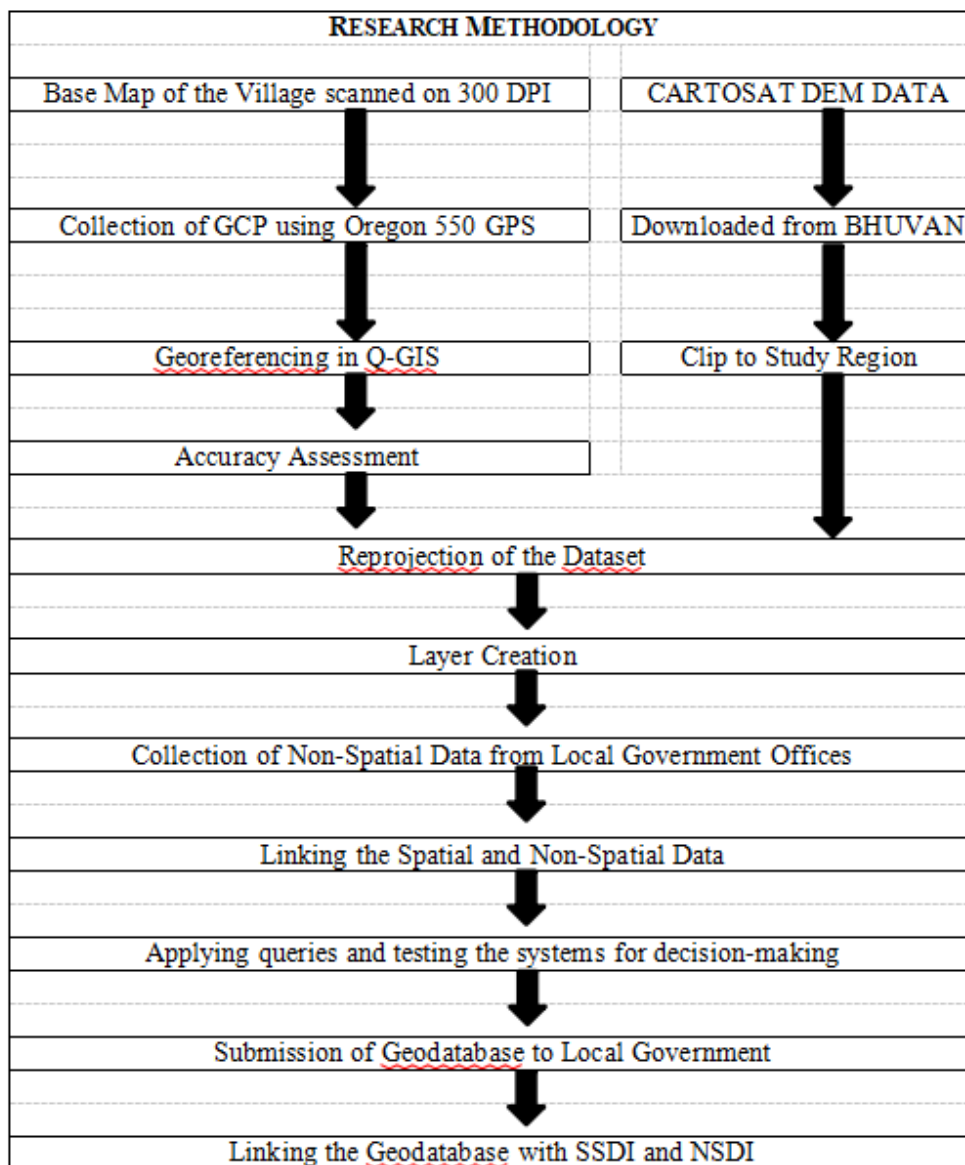 RESEARCH METHODOLOGY
Base Map of the Village scanned on 300 DPI
CARTOSAT DEM DATA
Collection of GCP using Oregon 550 GPS
Downloaded from BHUVAN
Georeferencing in Q-GIS
Clip to Study Region
Accuracy Assessment
Reprojection of the Dataset
Layer Creation
Collection of Non-Spatial Data from Local Government Offices
Linking the Spatial and Non-Spatial Data
Applying queries and testing the systems for decision-making
Submission of Geodatabase to Local Government
Linking the Geodatabase with SSDI and NSDI